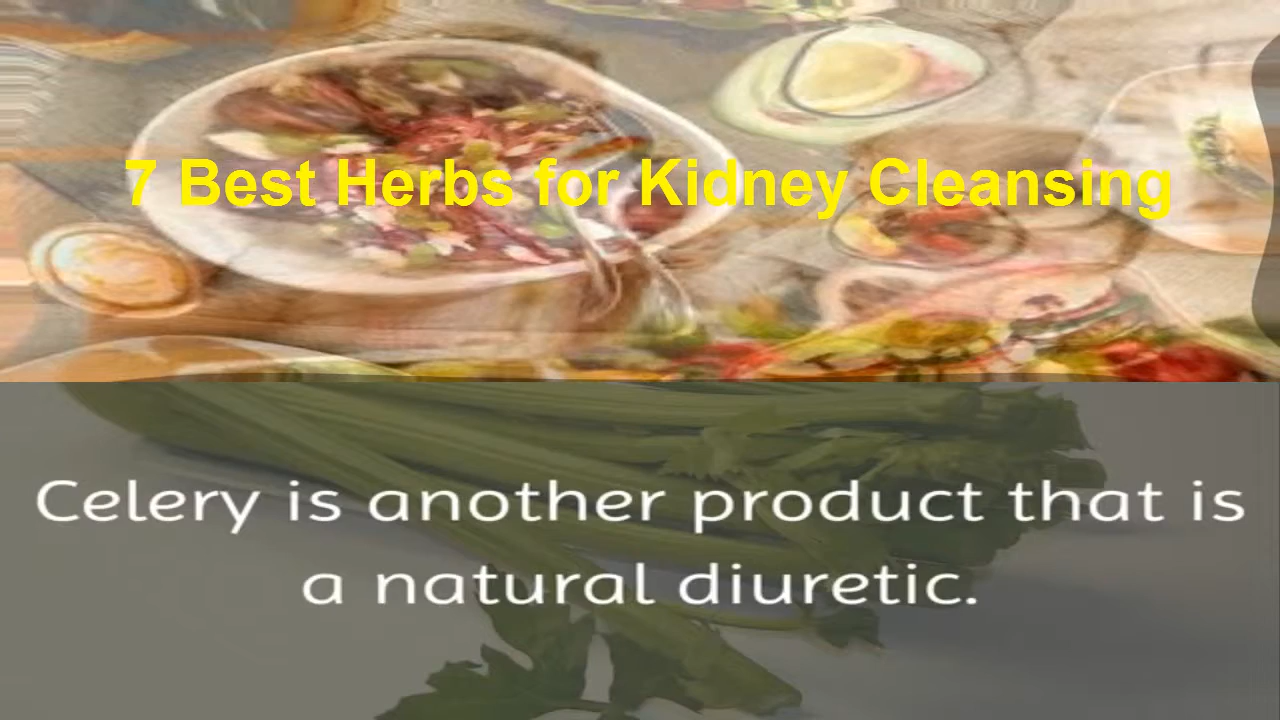 7 Best Herbs for Kidney Cleansing
Celery is another product that is
a natural diuretic.